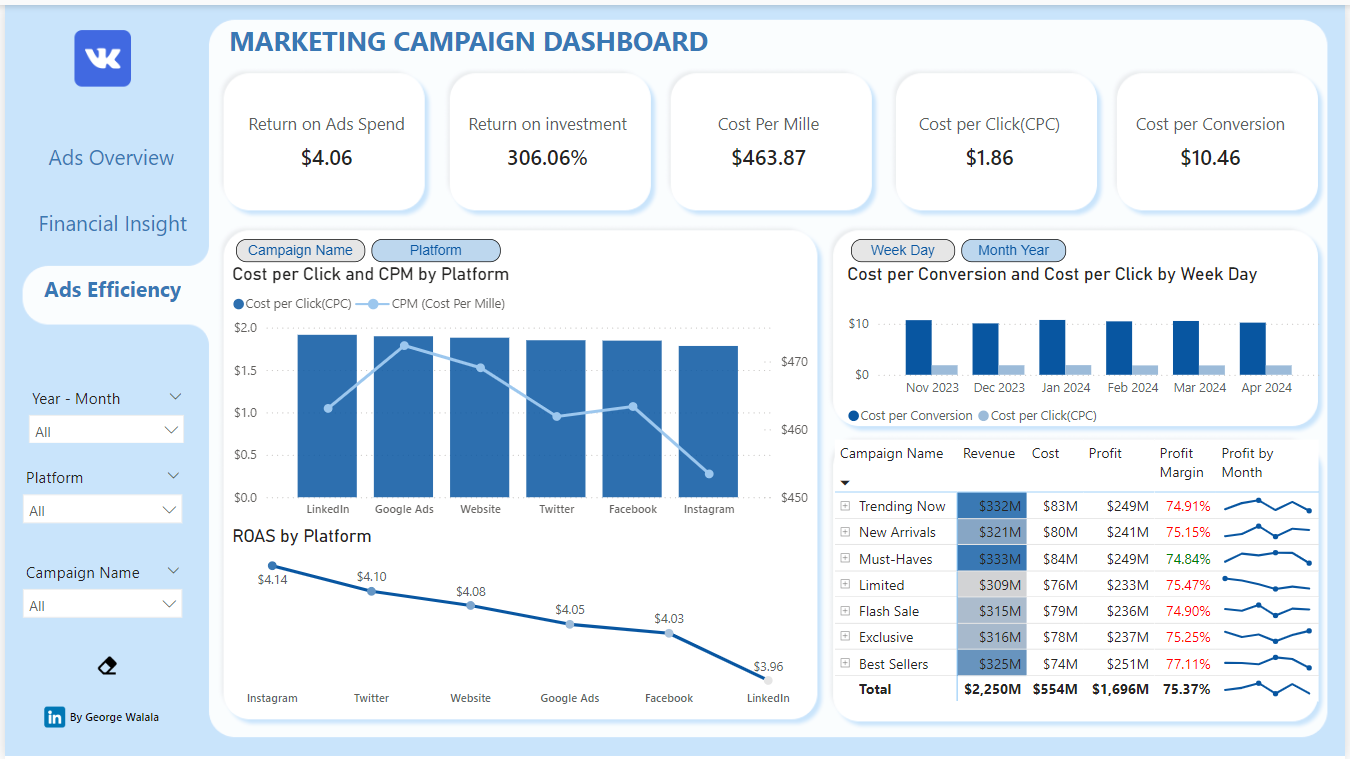 MARKETING CAMPAIGN DASHBOARD
Ads Overview
Financial Insight
Ads Efficiency
Year - Month
All
Platform
All
Campaign Name
All
in By George Walala
Return on Ads Spend
$4.06
Return on investment
306.06%
Cost Per Mille
$463.87
Cost per Click(CPC)
$1.86
Cost per Conversion
$10.46
Campaign Name Platform
Cost per Click and CPM by Platform
Cost per Click(CPC) CPM (Cost Per Mille)
$2.0
$1.5
$1.0
$0.5
$0.0
$470
$460
$450
LinkedIn Google Ads Website Twitter Facebook Instagram
ROAS by Platform
$4.14 $4.10 $4.08 $4.05 $4.03 $3.96
Instagram Twitter Website Google Ads Facebook LinkedIn
Week Day Month Year
Cost per Conversion and Cost per Click by Week Day
$10
$0
Nov 2023 Dec 2023 Jan 2024 Feb 2024 Mar 2024 Apr 2024
Cost per Conversion Cost per Click(CPC)
Campaign Name Revenue Cost Profit Profit Margin Profit by Month
Trending Now $332M $83M $249M 74.91%
New Arrivals $321M $80M $241M 75.15%
Must-Haves $333M $84M $249M 74.84%
Limited $309M $76M $233M 75.47%
Flash Sale $315M $79M $236M 74.90%
Exclusive $316M $78M $237M 75.25%
Best Sellers $325M $74M $251M 77.11%
Total $2,250M $554M $1,696M 75.37%